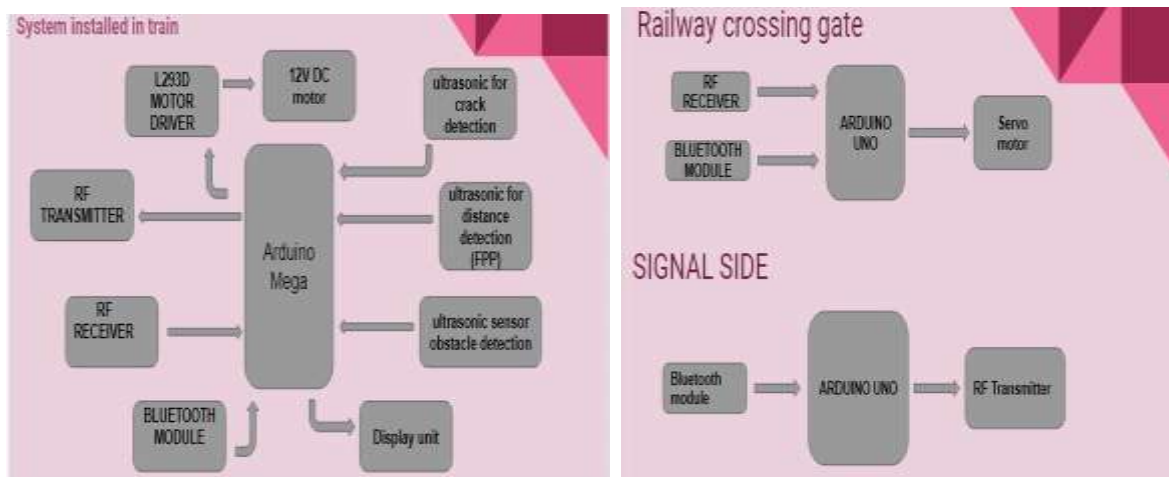 System installed in train
L293D
MOTOR
DRIVER
12V DC
motor
ultrasonic for
crack
detection
RF
TRANSMITTER
ultrasonic for
distance
detection
(FPP)
Arduino
Mega
RF
RECEIVER
ultrasonic sensor
obstacle detection
BLUETOOTH
MODULE
Display unit
Railway crossing gate
RF
RECEIVER
ARDUINO
UNO
Servo
motor
BLUETOOTH
MODULE
SIGNAL SIDE
Bluetooth
module
ARDUINO UNO
RF Transmitter